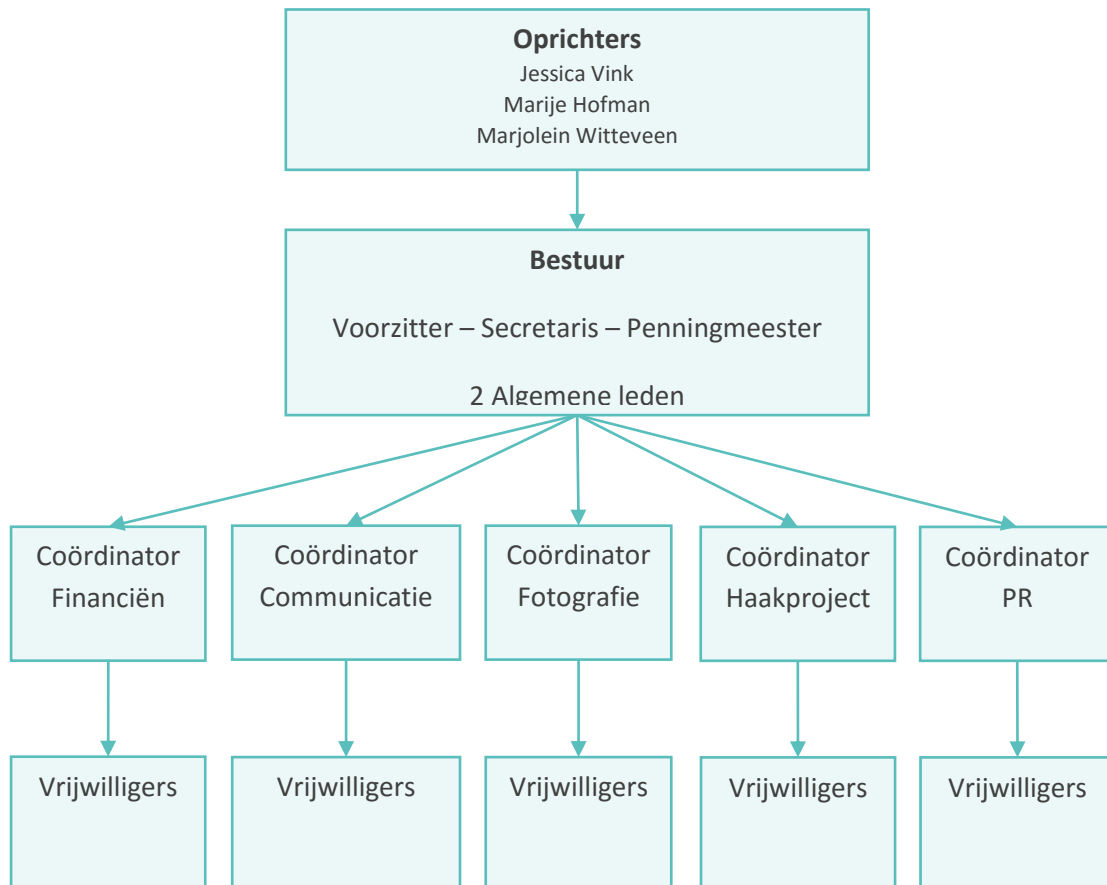 Oprichters
Jessica Vink
Marije Hofman
Marjolein Witteveen
Bestuur
Voorzitter – Secretaris – Penningmeester
2 Algemene leden
Coördinator
Financiën
Coördinator
Communicatie
Coördinator
Fotografie
Coördinator
Haakproject
Coördinator
PR
Vrijwilligers
Vrijwilligers
Vrijwilligers
Vrijwilligers
Vrijwilligers